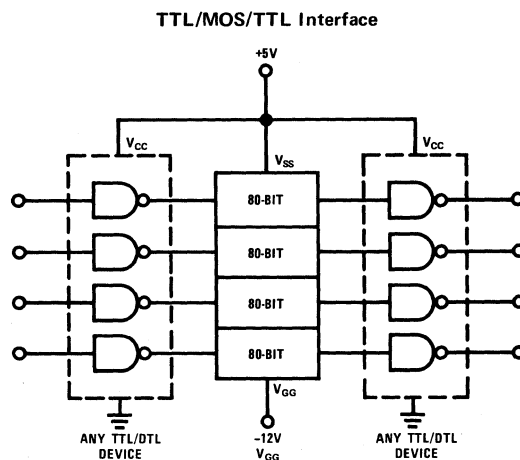 TTL/MOS/TTL Interface
+5V
VCC
VSS
VCC
80-BIT
80-BIT
80-BIT
80-BIT
VGG
-12V
VGG
ANY TTL/DTL
DEVICE
ANY TTL/DTL
DEVICE